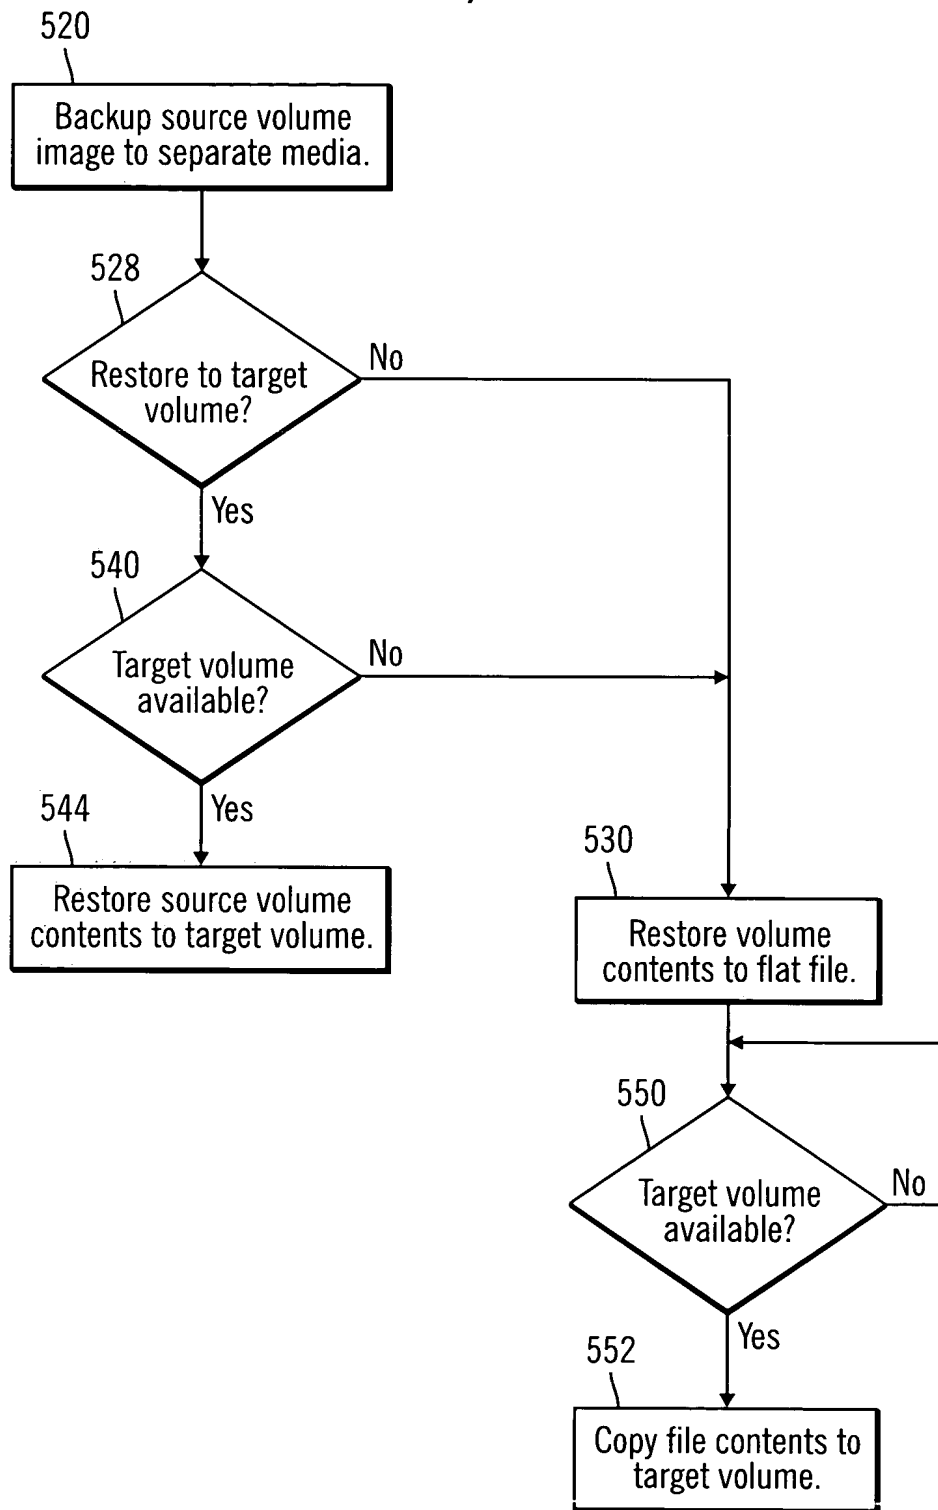 520
Backup source volume
image to separate media.
528
Restore to target
volume?
No
Yes
540
Target volume
available?
No
Yes
544
Restore source volume
contents to target volume.
530
Restore volume
contents to flat file.
550
Target volume
available?
No
Yes
552
Copy file contents to
target volume.